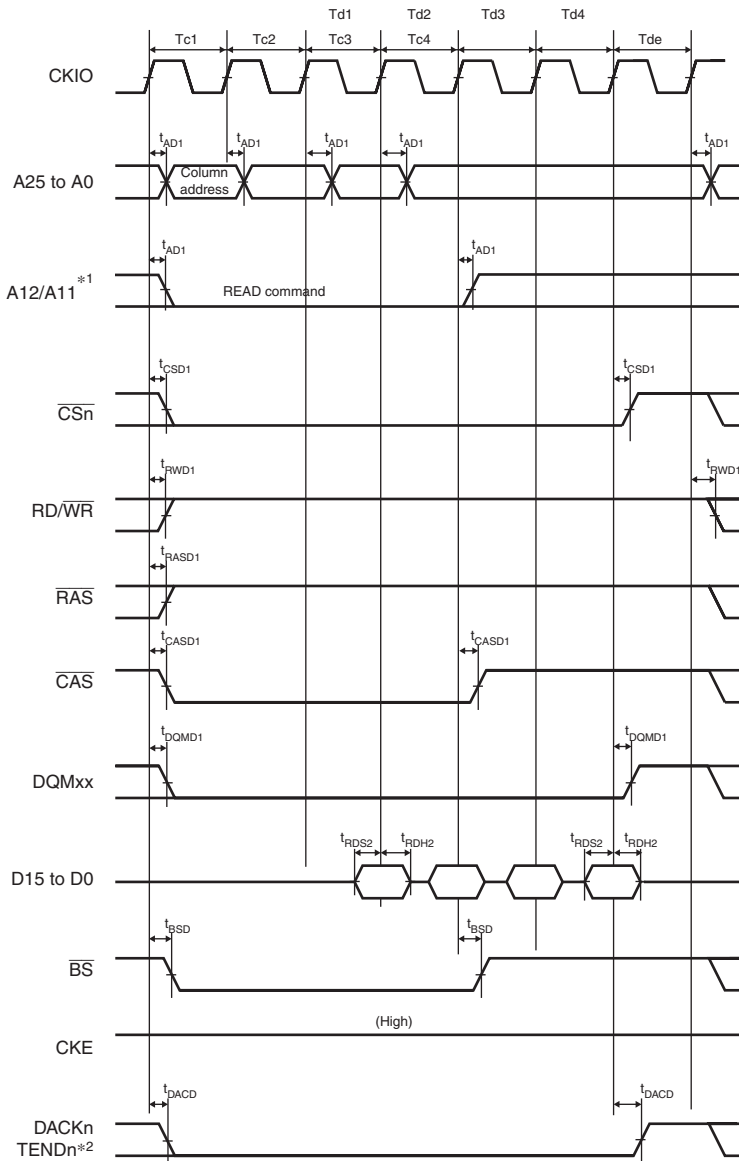 Td1 Td2 Td3 Td4
Tc1 Tc2 Tc3 Tc4 Tde
CKIO
tAD1 tAD1 tAD1 tAD1 tAD1
A25 to A0
Column
address
tAD1 tAD1
A12/A11 *1
READ command
tCSD1 tCSD1
CSn
tRWD1 tRWD1
RD/WR
tRASD1
RAS
tCASD1 tCASD1
CAS
tDQMD1 tDQMD1
DQMxx
tRDS2 tRDH2 tRDS2 tRDH2
D15 to D0
tBSD tBSD
BS
(High)
CKE
tDACD tDACD
DACKn
TENDn*2